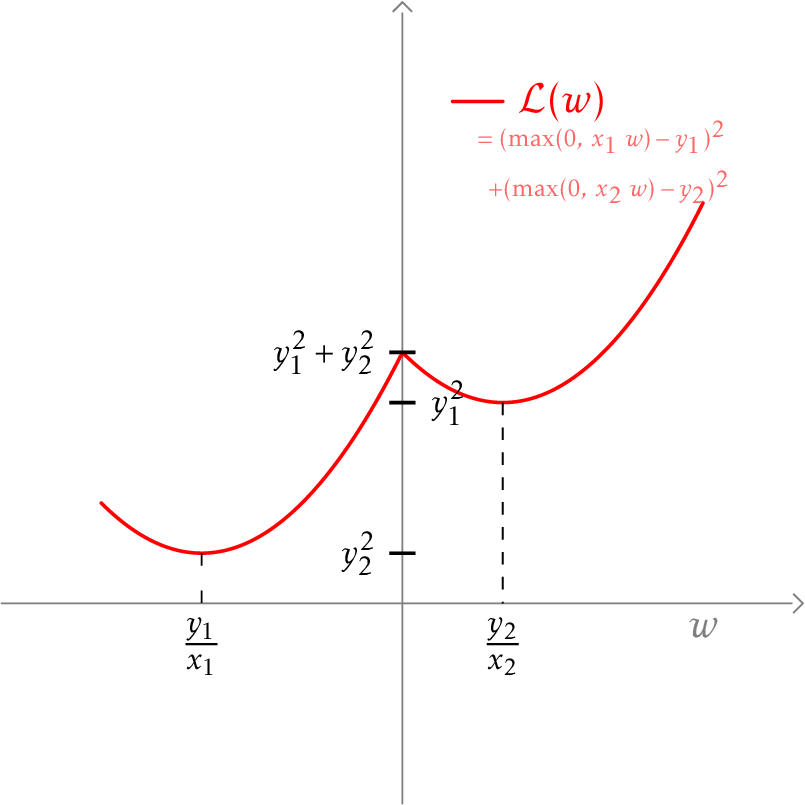 ℒ(w)
= (max(0, x₁ w) − y₁)²
+(max(0, x₂ w) − y₂)²
y₁² + y₂²
y₁²
y₂²
y₁/x₁
y₂/x₂
w